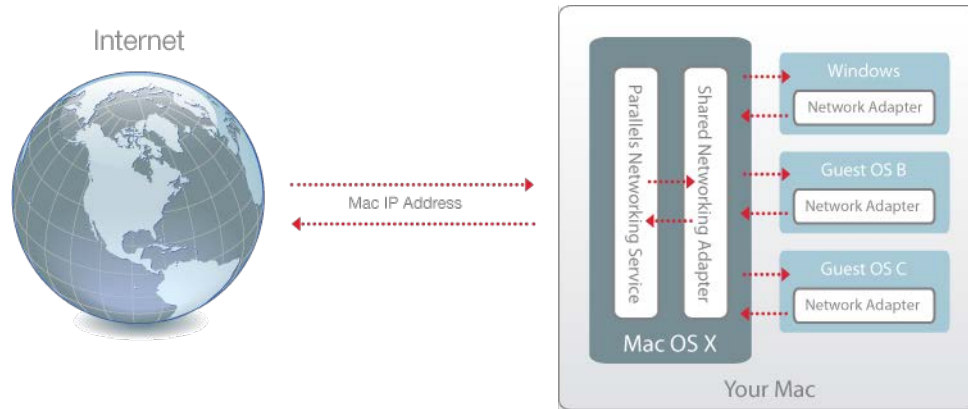 Internet
Mac IP Address
Parallels Networking Service
Shared Networking Adapter
Mac OS X
Windows
Network Adapter
Guest OS B
Network Adapter
Guest OS C
Network Adapter
Your Mac